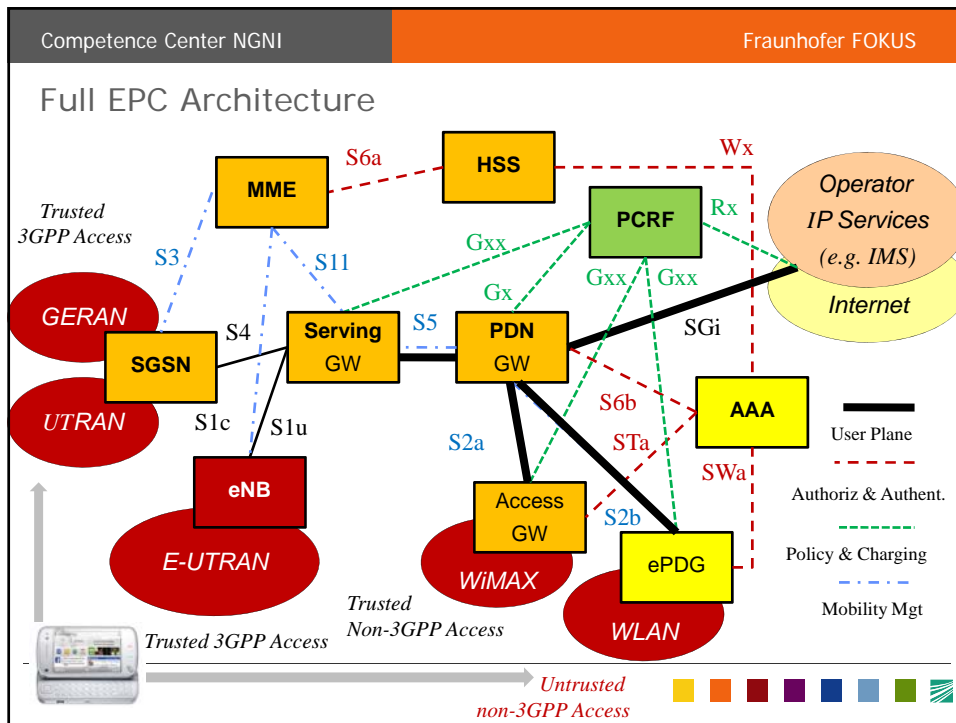 Competence Center NGNI
Fraunhofer FOKUS
Full EPC Architecture
S6a
HSS
Wx
MME
PCRF
Rx
Operator
IP Services
(e.g. IMS)
Internet
Trusted
3GPP Access
S3
S11
Gxx
Gx
Gxx
Gxx
GERAN
SGSN
UTRAN
S4
Serving
GW
S5
PDN
GW
SGi
S1c
S1u
S2a
S6b
STa
AAA
SWa
User Plane
Authoriz & Authent.
Policy & Charging
Mobility Mgt
eNB
E-UTRAN
Access
GW
WiMAX
S2b
ePDG
WLAN
Trusted
Non-3GPP Access
Trusted 3GPP Access
Untrusted
non-3GPP Access